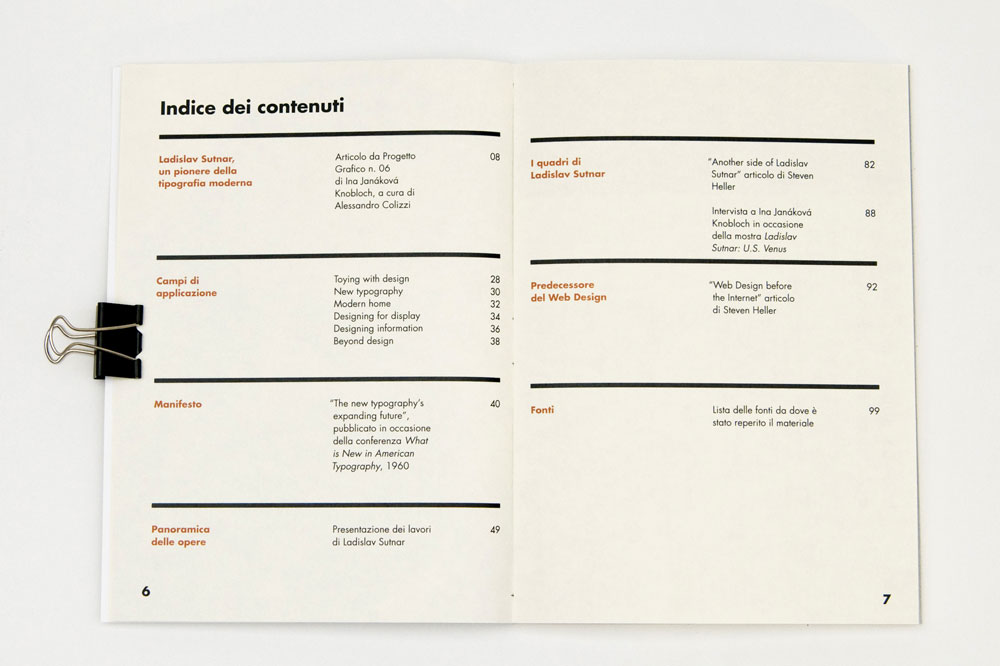 Indice dei contenuti
Ladislav Sutnar,
un pionere della
tipografia moderna
Articolo da Progetto
Grafico n. 06
di Ina Janáková
Knobloch, a cura di
Alessandro Colizzi
08
Campi di
applicazione
Toying with design 28
New typography 30
Modern home 32
Designing for display 34
Designing information 36
Beyond design 38
Manifesto
“The new typography’s
expanding future”,
pubblicato in occasione
della conferenza What
is New in American
Typography, 1960
40
Panoramica
delle opere
Presentazione dei lavori
di Ladislav Sutnar
49
6
I quadri di
Ladislav Sutnar
“Another side of Ladislav
Sutnar” articolo di Steven
Heller
82
Intervista a Ina Janáková
Knobloch in occasione
della mostra Ladislav
Sutnar: U.S. Venus
88
Predecessore
del Web Design
“Web Design before
the Internet” articolo
di Steven Heller
92
Fonti
Lista delle fonti da dove è
stato reperito il materiale
99
7